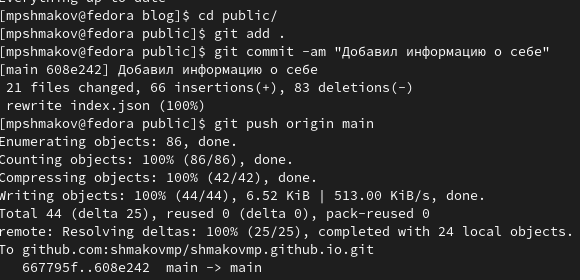 Everything up-to-date
[mpshmakov@fedora blog]$ cd public/
[mpshmakov@fedora public]$ git add .
[mpshmakov@fedora public]$ git commit -am "Добавил информацию о себе"
[main 608e242] Добавил информацию о себе
 21 files changed, 66 insertions(+), 83 deletions(-)
 rewrite index.json (100%)
[mpshmakov@fedora public]$ git push origin main
Enumerating objects: 86, done.
Counting objects: 100% (86/86), done.
Compressing objects: 100% (42/42), done.
Writing objects: 100% (44/44), 6.52 KiB | 513.00 KiB/s, done.
Total 44 (delta 25), reused 0 (delta 0), pack-reused 0
remote: Resolving deltas: 100% (25/25), completed with 24 local objects.
To github.com:shmakovmp/shmakovmp.github.io.git
   667795f..608e242  main -> main